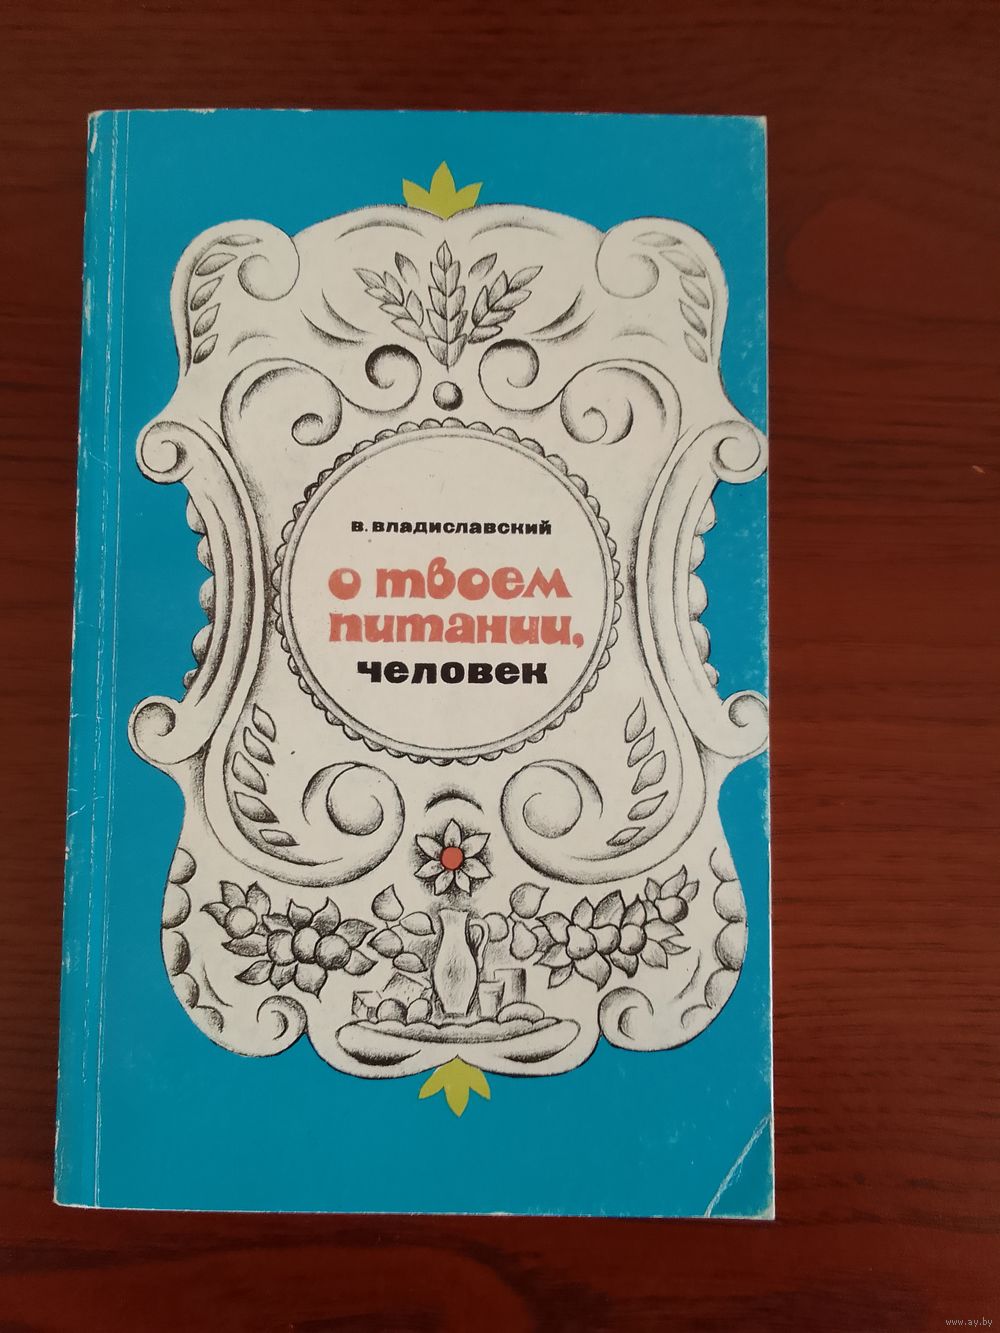 В. ВЛАДИСЛАВСКИЙ
О ТВОЕМ
ПИТАНИИ,
ЧЕЛОВЕК
www.ay.by